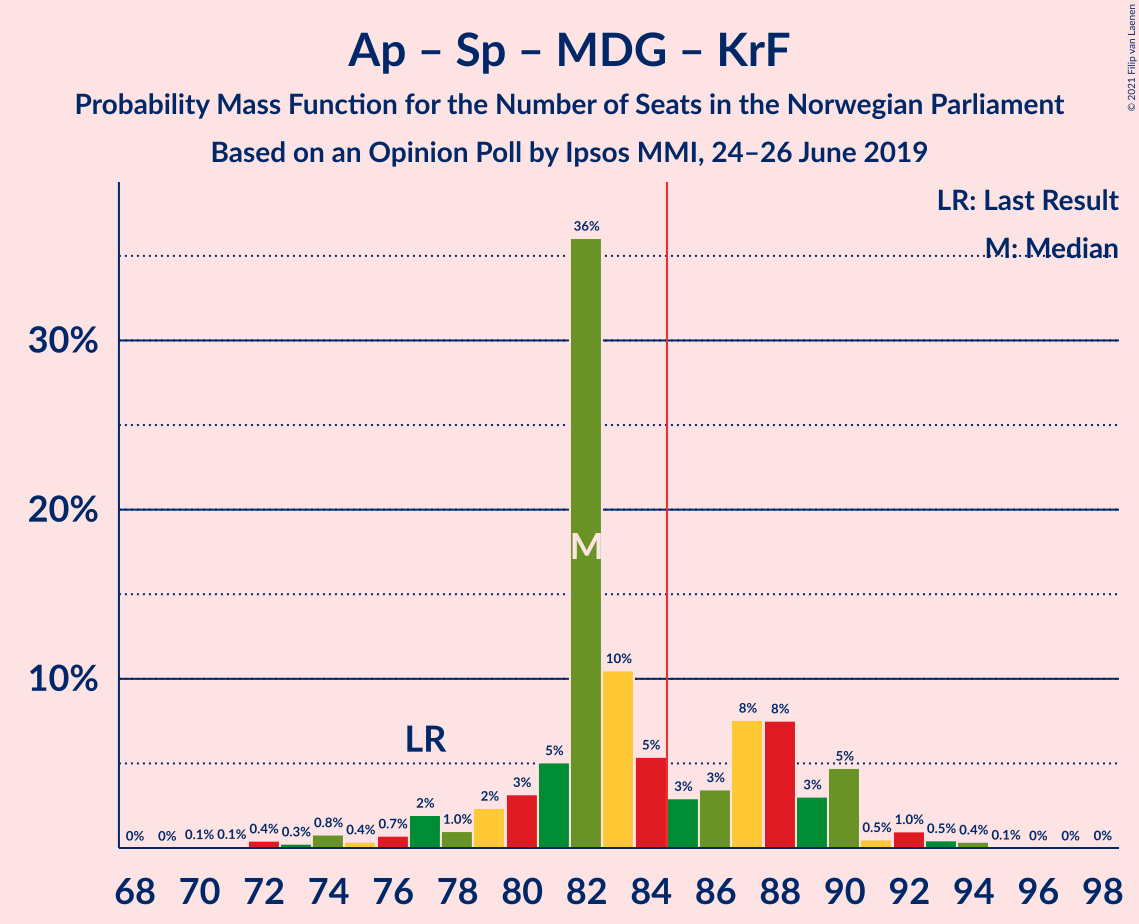 Ap – Sp – MDG – KrF
Probability Mass Function for the Number of Seats in the Norwegian Parliament
Based on an Opinion Poll by Ipsos MMI, 24–26 June 2019
© 2021 Filip van Laenen
LR: Last Result
M: Median
30%
20%
10%
LR
M
0% 0% 0.1% 0.1% 0.4% 0.3% 0.8% 0.4% 0.7% 2% 1.0% 2% 3% 5% 36% 10% 5% 3% 3% 8% 8% 3% 5% 0.5% 1.0% 0.5% 0.4% 0.1% 0% 0% 0%
68 70 72 74 76 78 80 82 84 86 88 90 92 94 96 98